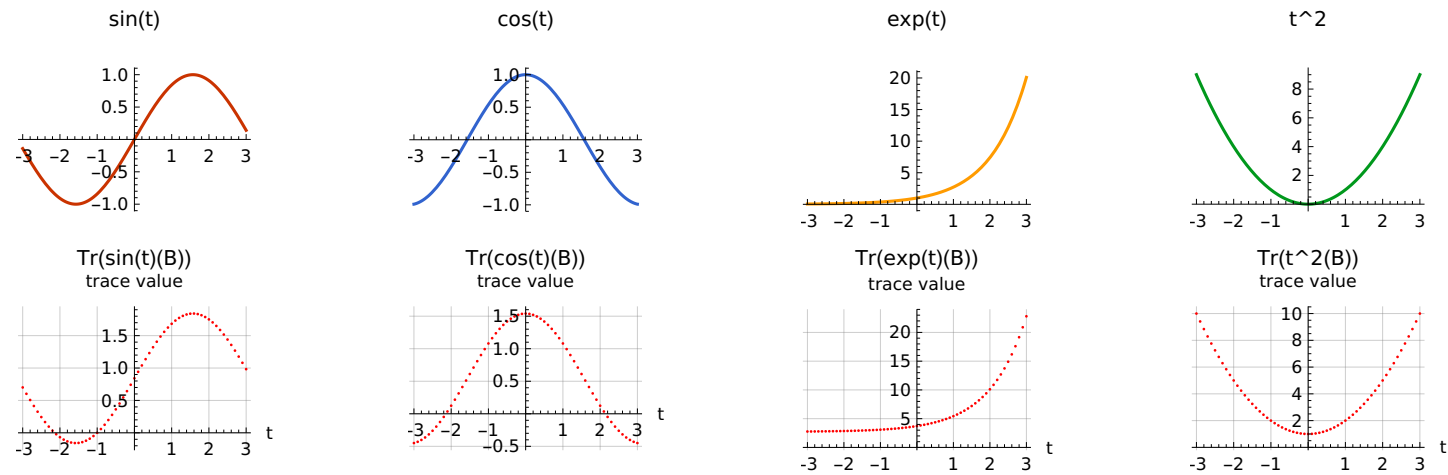 sin(t)
cos(t)
exp(t)
t^2
1.0
0.5
-3 −2 −1 1 2 3
−0.5
−1.0
1.0
0.5
-3 −2 −1 1 2 3
−0.5
−1.0
20
15
10
5
-3 −2 −1 1 2 3
8
6
4
2
-3 −2 −1 1 2 3
Tr(sin(t)(B))
trace value
1.5
1.0
0.5
t
-3 −2 −1 1 2 3
Tr(cos(t)(B))
trace value
1.5
1.0
0.5
t
-3 −2 −1 1 2 3
−0.5
Tr(exp(t)(B))
trace value
20
15
10
5
t
-3 −2 −1 1 2 3
Tr(t^2(B))
trace value
10
8
6
4
2
t
-3 −2 −1 1 2 3